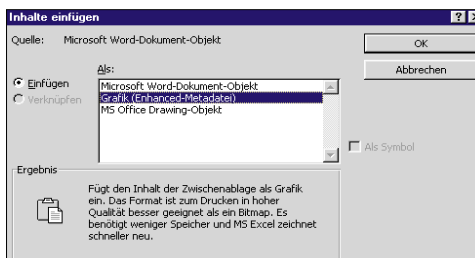 Inhalte einfügen
Quelle: Microsoft Word-Dokument-Objekt
OK
Abbrechen
Als:
Einfügen
Verknüpfen
Microsoft Word-Dokument-Objekt
Grafik (Enhanced-Metadatei)
MS Office Drawing-Objekt
Als Symbol
Ergebnis
Fügt den Inhalt der Zwischenablage als Grafik
ein. Das Format ist zum Drucken in hoher
Qualität besser geeignet als ein Bitmap. Es
benötigt weniger Speicher und MS Excel zeichnet
schneller neu.